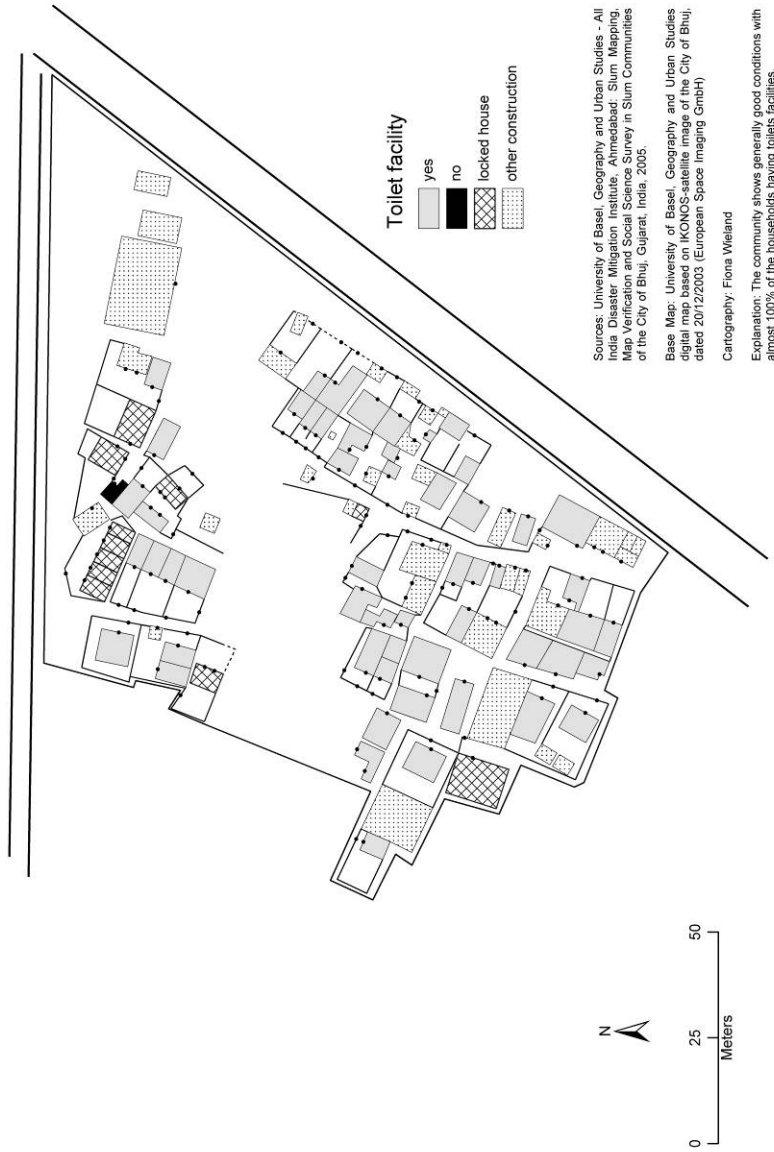 Toilet facility
yes
no
locked house
other construction
Sources: University of Basel, Geography and Urban Studies - All
India Disaster Mitigation Institute, Ahmedabad: Slum Mapping,
Map Verification and Social Science Survey in Slum Communities
of the City of Bhuj, Gujarat, India, 2005.
Base Map: University of Basel, Geography and Urban Studies
digital map based on IKONOS-satellite image of the City of Bhuj,
dated 20/12/2003 (European Space Imaging GmbH)
Cartography: Fiona Wieland
Explanation: The community shows generally good conditions with
almost 100% of the households having toilets facilities.
N
0 25 50
Meters